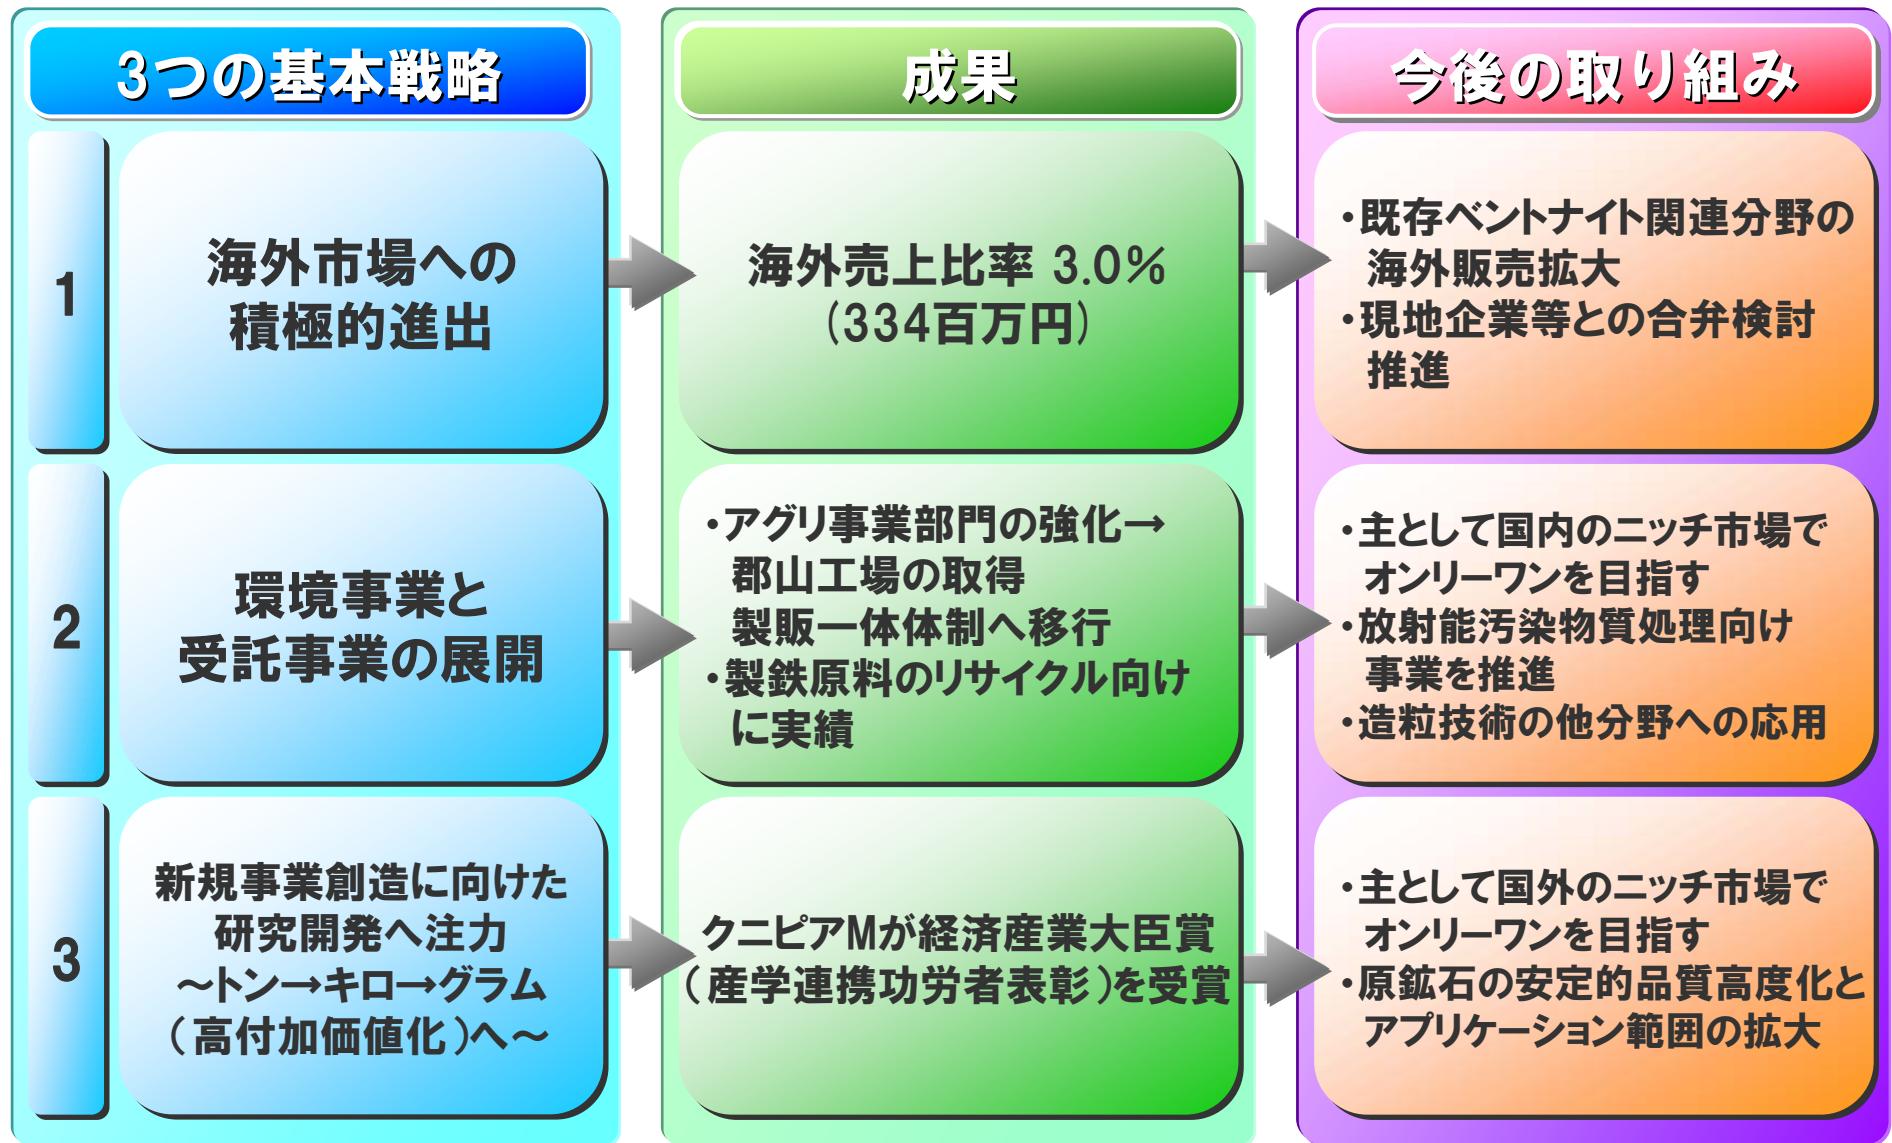 3つの基本戦略
成果
今後の取り組み
1
海外市場への
積極的進出
海外売上比率 3.0%
(334百万円)
・既存ベントナイト関連分野の
海外販売拡大
・現地企業等との合弁検討
推進
2
環境事業と
受託事業の展開
・アグリ事業部門の強化→
郡山工場の取得
製販一体体制へ移行
・製鉄原料のリサイクル向け
に実績
・主として国内のニッチ市場で
オンリーワンを目指す
・放射能汚染物質処理向け
事業を推進
・造粒技術の他分野への応用
3
新規事業創造に向けた
研究開発へ注力
～トン→キロ→グラム
(高付加価値化)へ～
クニピアMが経済産業大臣賞
(産学連携功労者表彰)を受賞
・主として国外のニッチ市場で
オンリーワンを目指す
・原鉱石の安定的品質高度化と
アプリケーション範囲の拡大